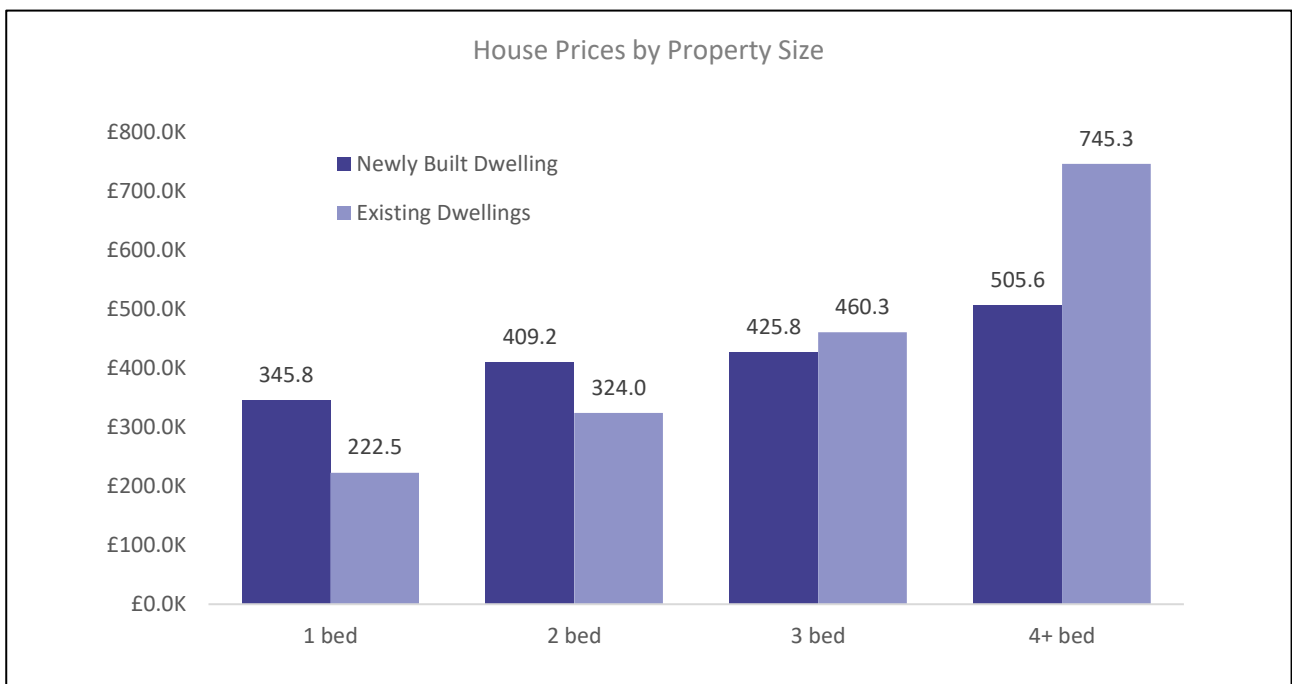 House Prices by Property Size
£800.0K
£700.0K
£600.0K
£500.0K
£400.0K
£300.0K
£200.0K
£100.0K
£0.0K
Newly Built Dwelling
Existing Dwellings
345.8
222.5
409.2
324.0
425.8
460.3
505.6
745.3
1 bed
2 bed
3 bed
4+ bed